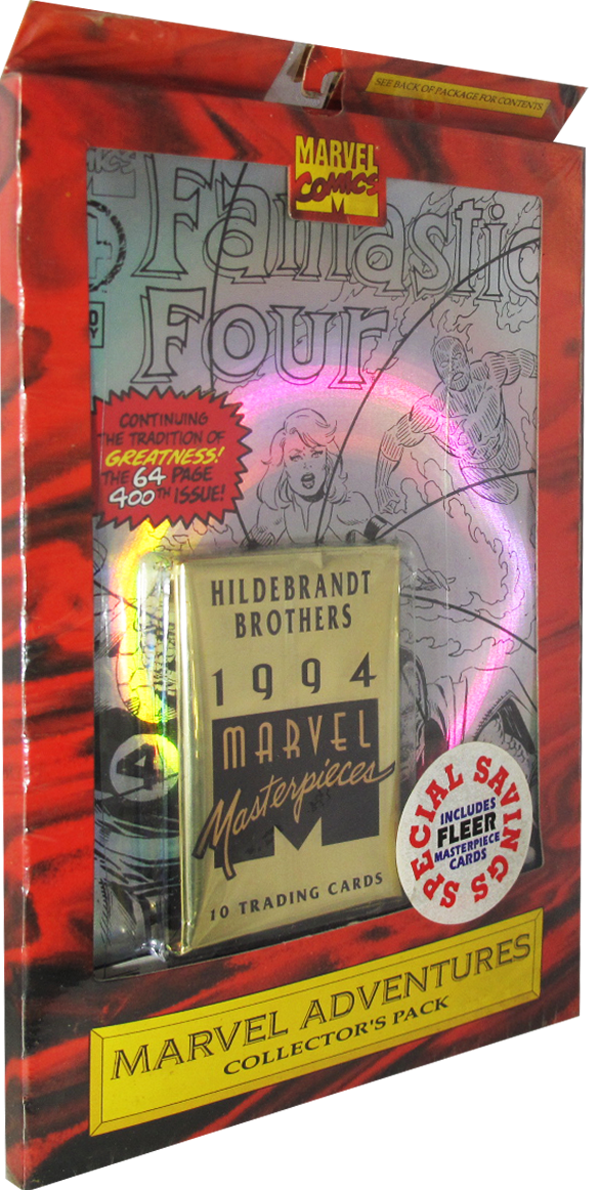 SEE BACK OF PACKAGE FOR CONTENTS
MARVEL
COMICS
M
Fantastic
Four
CONTINUING
THE TRADITION OF
GREATNESS!
THE 64 PAGE
400TH ISSUE!
HILDEBRANDT
BROTHERS
1994
MARVEL
Masterpieces
M
10 TRADING CARDS
4
SPECIAL SAVINGS
INCLUDES
FLEER
MASTERPIECE
CARDS
MARVEL ADVENTURES
COLLECTOR'S PACK